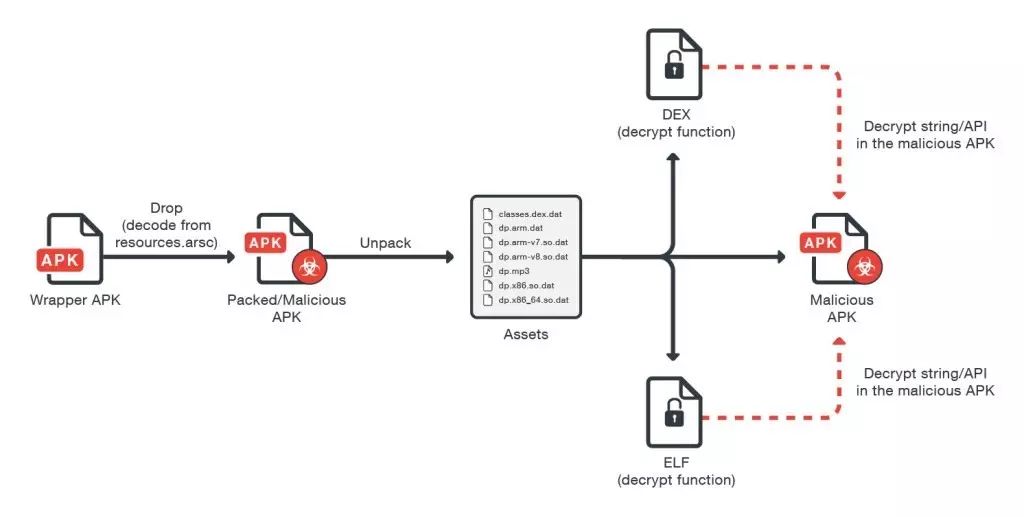 APK
Wrapper APK
Drop
(decode from
resources.arsc)
APK
Packed/Malicious
APK
Unpack
classes.dex.dat
dp.arm.dat
dp.arm-v7.so.dat
dp.arm-v8.so.dat
dp.mp3
dp.x86.so.dat
dp.x86_64.so.dat
Assets
DEX
(decrypt function)
Decrypt string/API
in the malicious APK
APK
Malicious
APK
ELF
(decrypt function)
Decrypt string/API
in the malicious APK